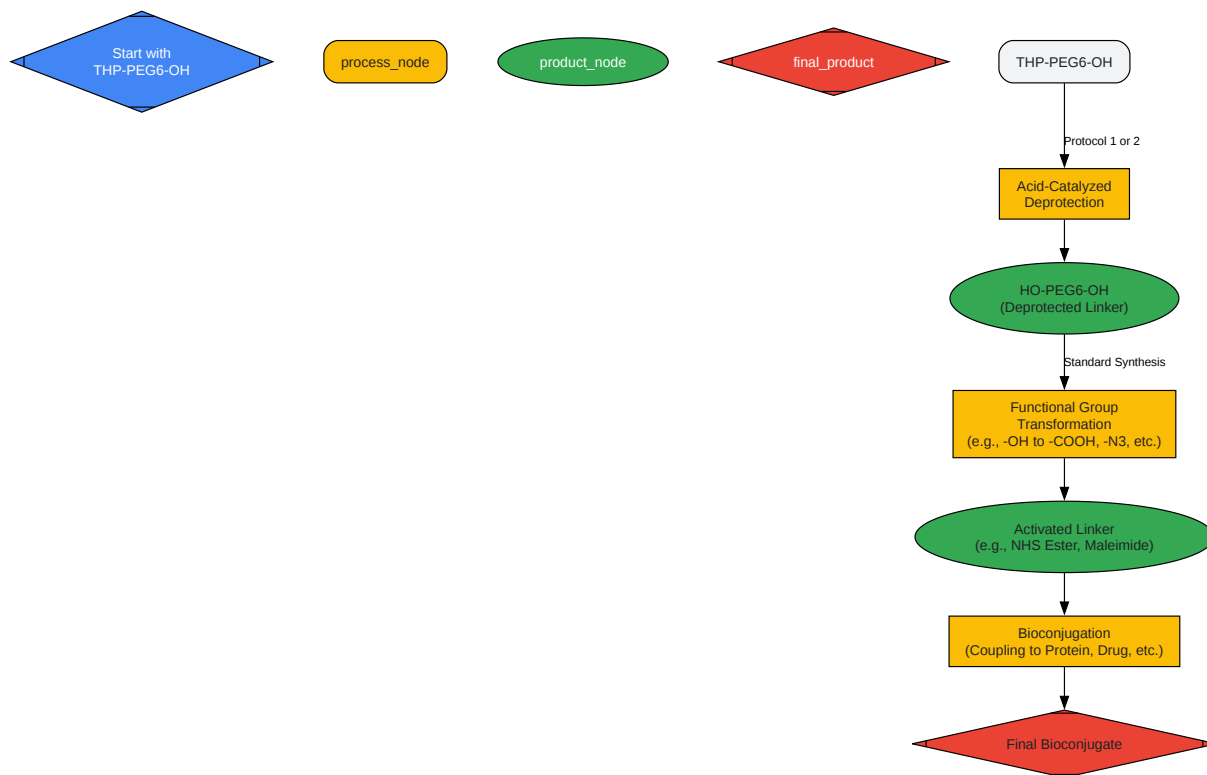 Start with
THP-PEG6-OH
process_node
product_node
final_product
THP-PEG6-OH
Protocol 1 or 2
Acid-Catalyzed
Deprotection
HO-PEG6-OH
(Deprotected Linker)
Standard Synthesis
Functional Group
Transformation
(e.g., -OH to -COOH, -N3, etc.)
Activated Linker
(e.g., NHS Ester, Maleimide)
Bioconjugation
(Coupling to Protein, Drug, etc.)
Final Bioconjugate